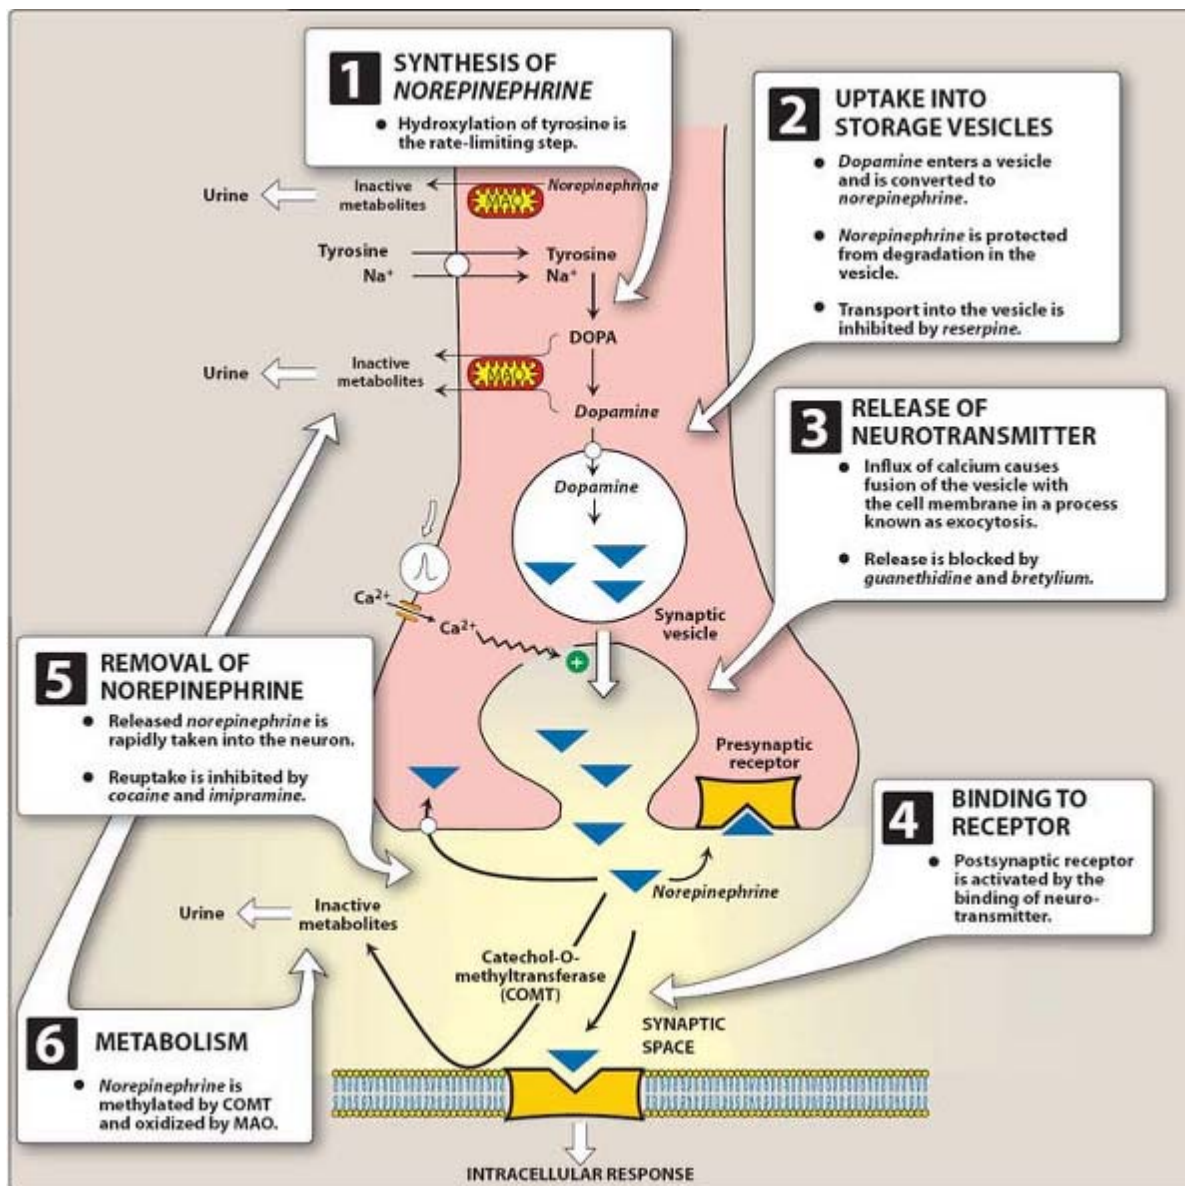 1
SYNTHESIS OF
NOREPINEPHRINE
● Hydroxylation of tyrosine is
the rate-limiting step.
2
UPTAKE INTO
STORAGE VESICLES
● Dopamine enters a vesicle
and is converted to
norepinephrine.
● Norepinephrine is protected
from degradation in the
vesicle.
● Transport into the vesicle is
inhibited by reserpine.
Urine
Inactive
metabolites
MAO
Norepinephrine
Tyrosine
Tyrosine
Na⁺
Na⁺
DOPA
Urine
Inactive
metabolites
MAO
Dopamine
Dopamine
3
RELEASE OF
NEUROTRANSMITTER
● Influx of calcium causes
fusion of the vesicle with
the cell membrane in a process
known as exocytosis.
● Release is blocked by
guanethidine and bretylium.
Ca²⁺
Ca²⁺
+
Synaptic
vesicle
5
REMOVAL OF
NOREPINEPHRINE
● Released norepinephrine is
rapidly taken into the neuron.
● Reuptake is inhibited by
cocaine and imipramine.
Presynaptic
receptor
4
BINDING TO
RECEPTOR
● Postsynaptic receptor
is activated by the
binding of neuro-
transmitter.
Norepinephrine
Urine
Inactive
metabolites
Catechol-O-
methyltransferase
(COMT)
SYNAPTIC
SPACE
6
METABOLISM
● Norepinephrine is
methylated by COMT
and oxidized by MAO.
INTRACELLULAR RESPONSE